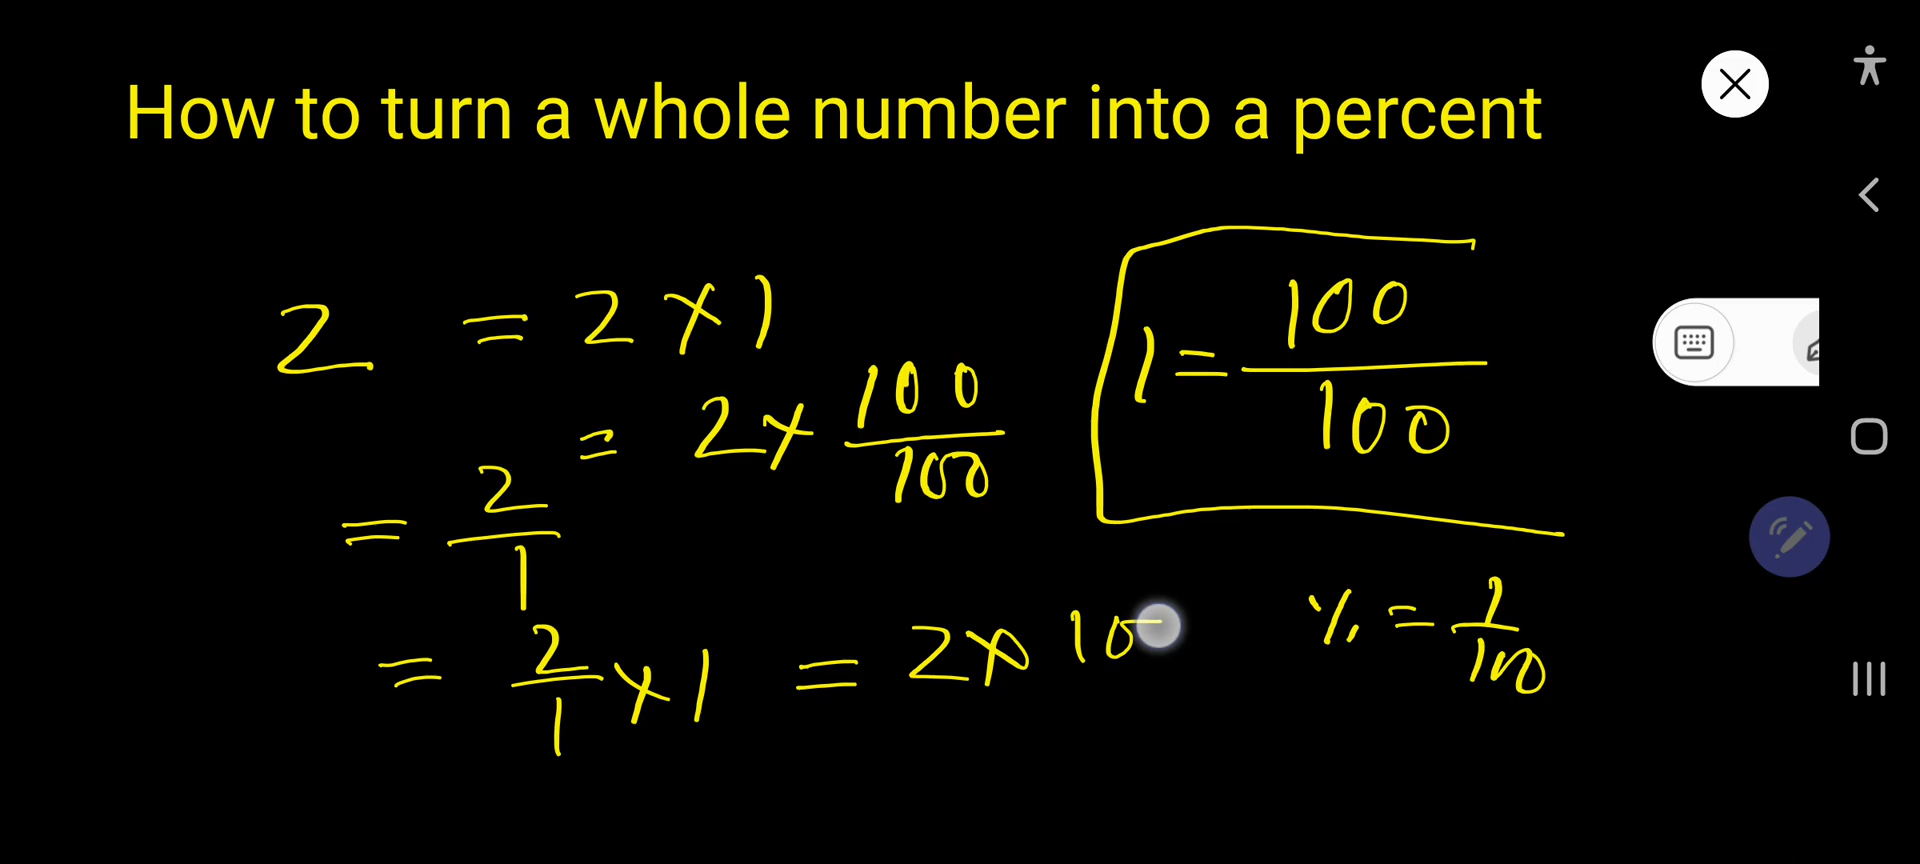 How to turn a whole number into a percent
2 = 2 × 1
= 2 × 100/100
1 = 100/100
= 2/1
= 2/1 × 1 = 2 × 10
% = 1/100